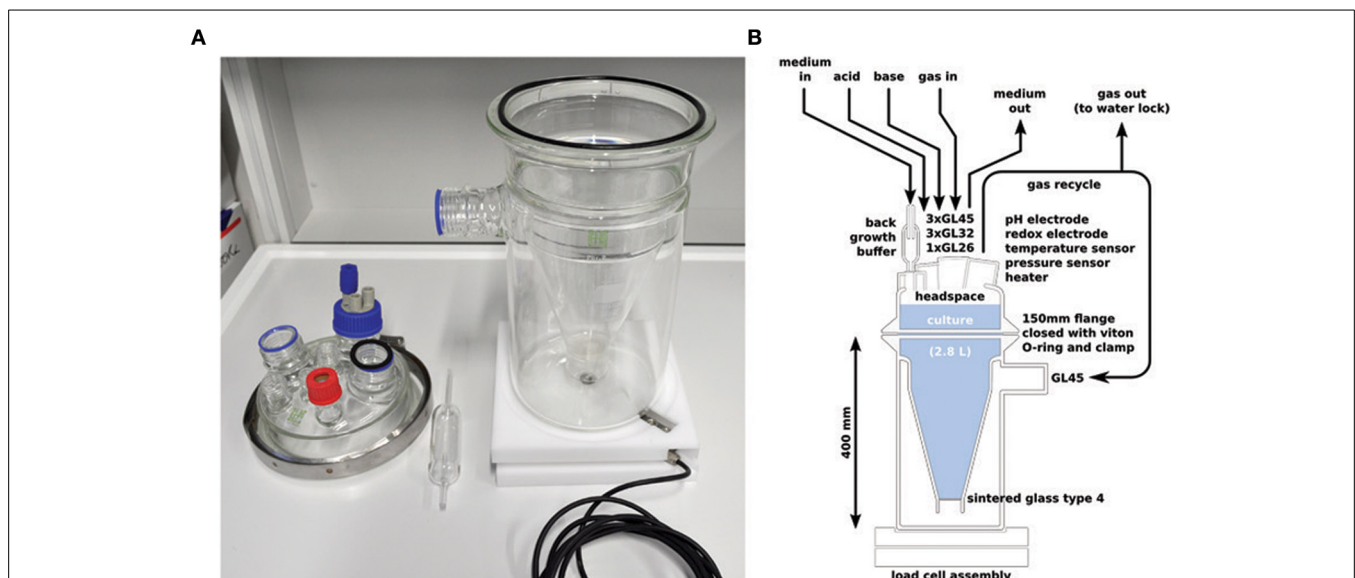 A
B
medium
in
acid
base
gas in
medium
out
gas out
(to water lock)
gas recycle
back
growth
buffer
3xGL45
3xGL32
1xGL26
pH electrode
redox electrode
temperature sensor
pressure sensor
heater
headspace
culture
(2.8 L)
150mm flange
closed with viton
O-ring and clamp
GL45
400 mm
sintered glass type 4
load cell assembly